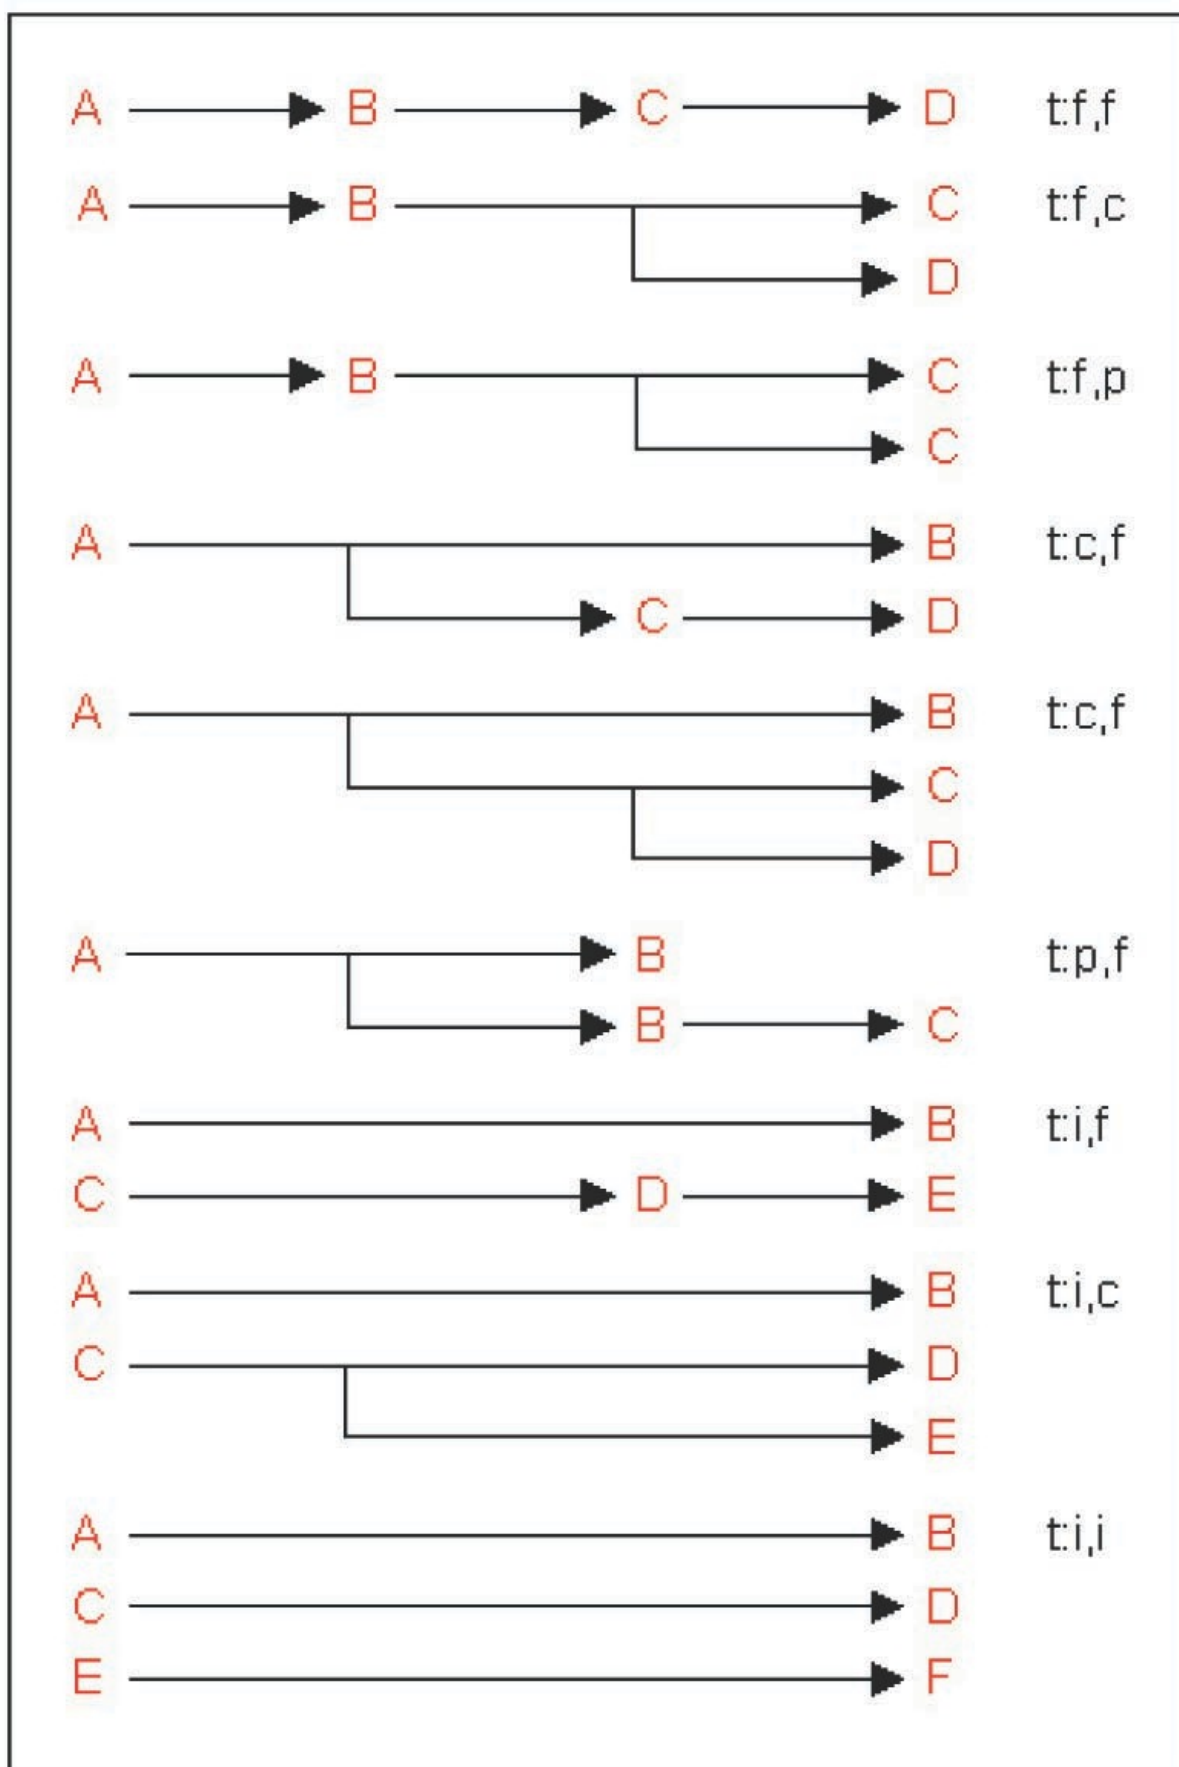 A B C D t:f,f
A B C t:f,c
D
A B C t:f,p
C
A B t:c,f
C D
A B t:c,f
C
D
A B t:p,f
B C
A B t:i,f
C D E
A B t:i,c
C D
E
A B t:i,i
C D
E F